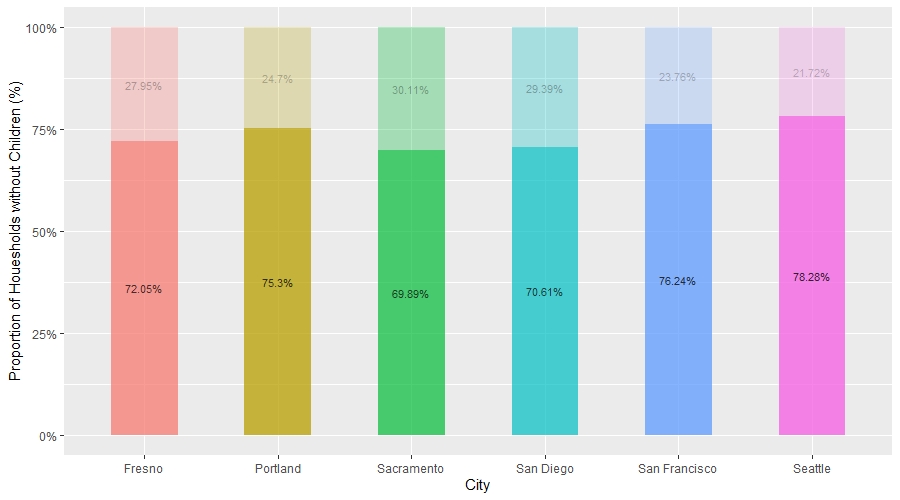 Proportion of Houesholds without Children (%)
100%
75%
50%
25%
0%
27.95%
24.7%
30.11%
29.39%
23.76%
21.72%
72.05%
75.3%
69.89%
70.61%
76.24%
78.28%
Fresno
Portland
Sacramento
San Diego
San Francisco
Seattle
City